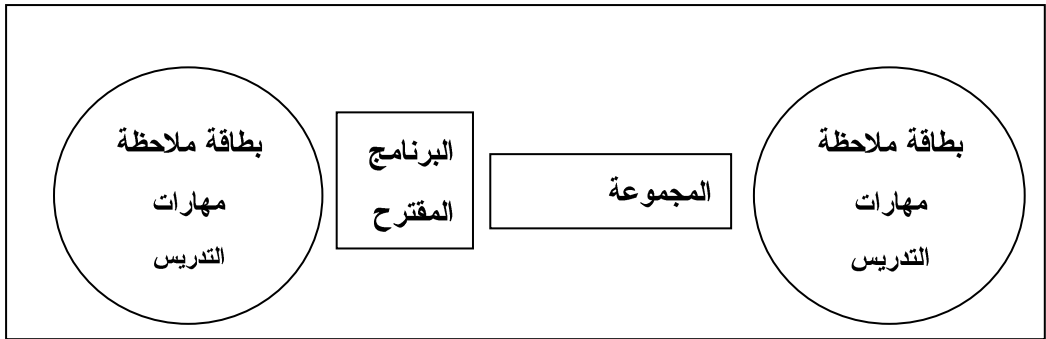 بطاقة ملاحظة
مهارات
التدريس
المجموعة
البرنامج
المقترح
بطاقة ملاحظة
مهارات
التدريس